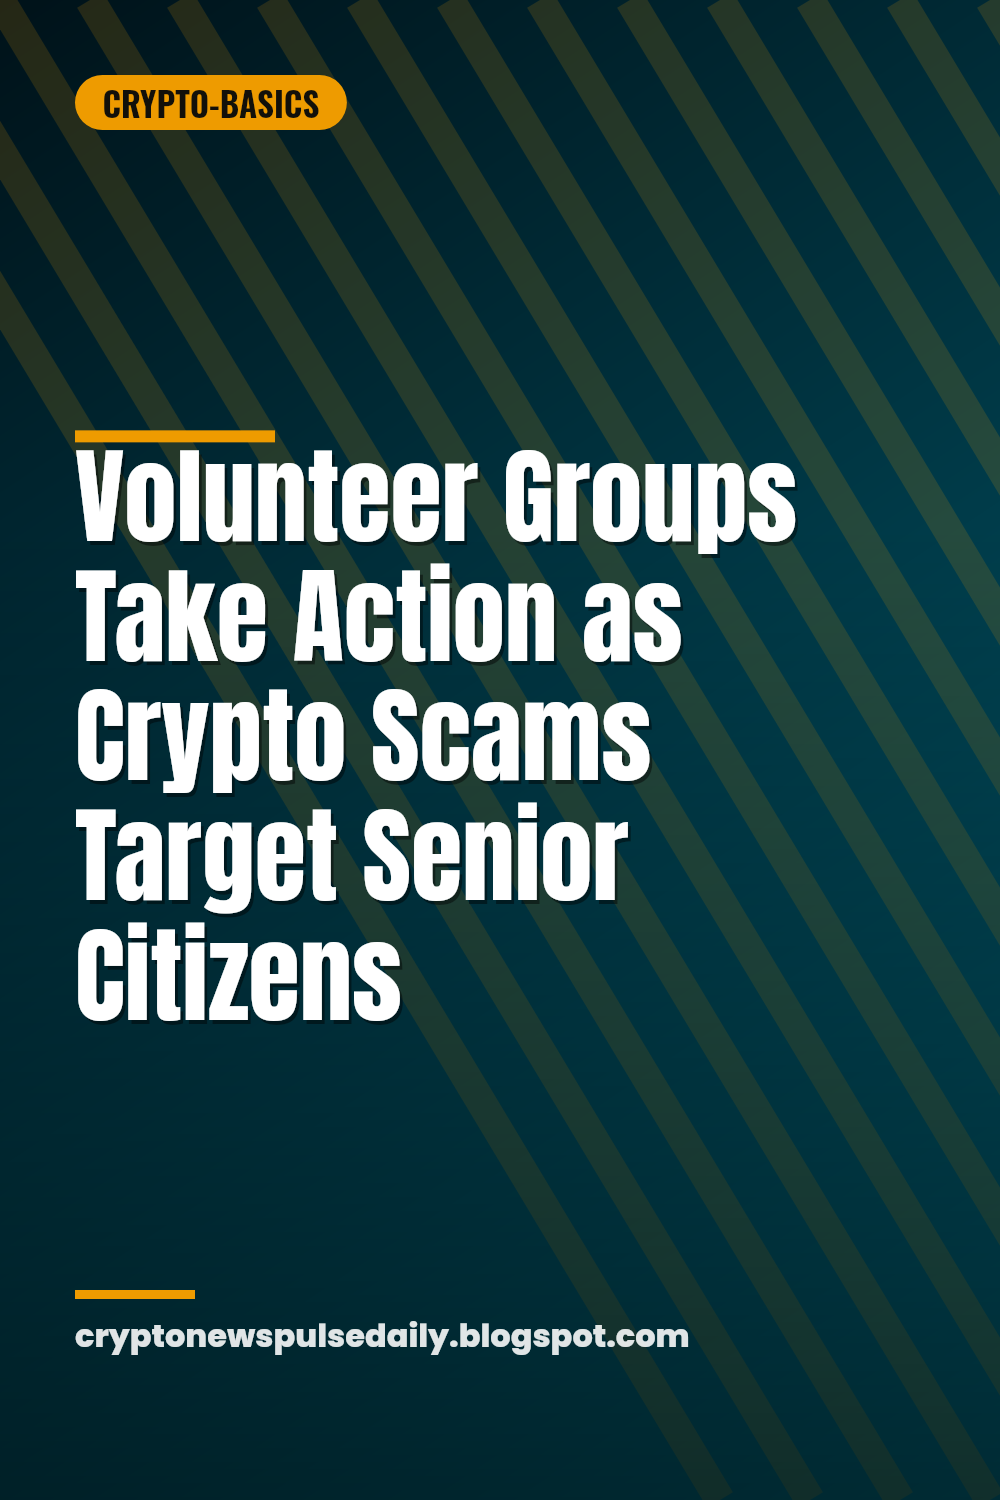 CRYPTO-BASICS
Volunteer Groups
Take Action as
Crypto Scams
Target Senior
Citizens
cryptonewspulsedaily.blogspot.com